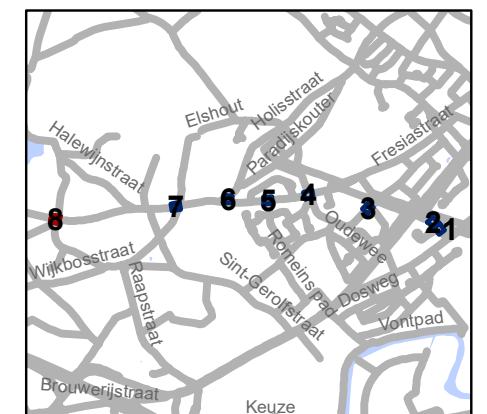 Holisstraat
Elshout
Paradijskouter
Fresiastraat
Halewijnstraat
8
7
6
5
4
3
2
1
Oudewee
Wijkbosstraat
Romeinspad
Sint-Gerolfstraat
Raapstraat
Dosweg
Vontpad
Brouwerijstraat
Keuze